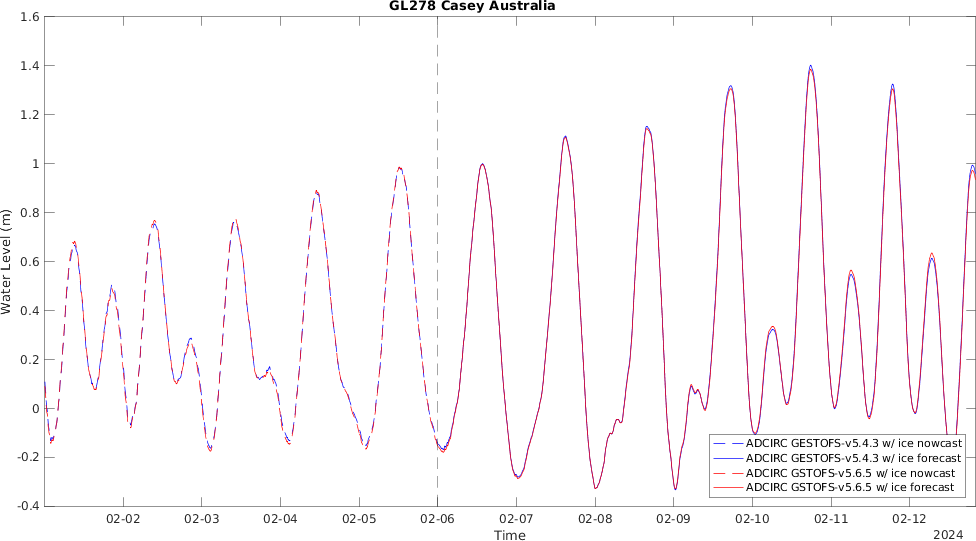 GL278 Casey Australia
1.6
1.4
1.2
1
0.8
0.6
0.4
0.2
0
-0.2
-0.4
Water Level (m)
ADCIRC GESTOFS-v5.4.3 w/ ice nowcast
ADCIRC GESTOFS-v5.4.3 w/ ice forecast
ADCIRC GSTOFS-v5.6.5 w/ ice nowcast
ADCIRC GSTOFS-v5.6.5 w/ ice forecast
02-02 02-03 02-04 02-05 02-06 02-07 02-08 02-09 02-10 02-11 02-12
Time
2024